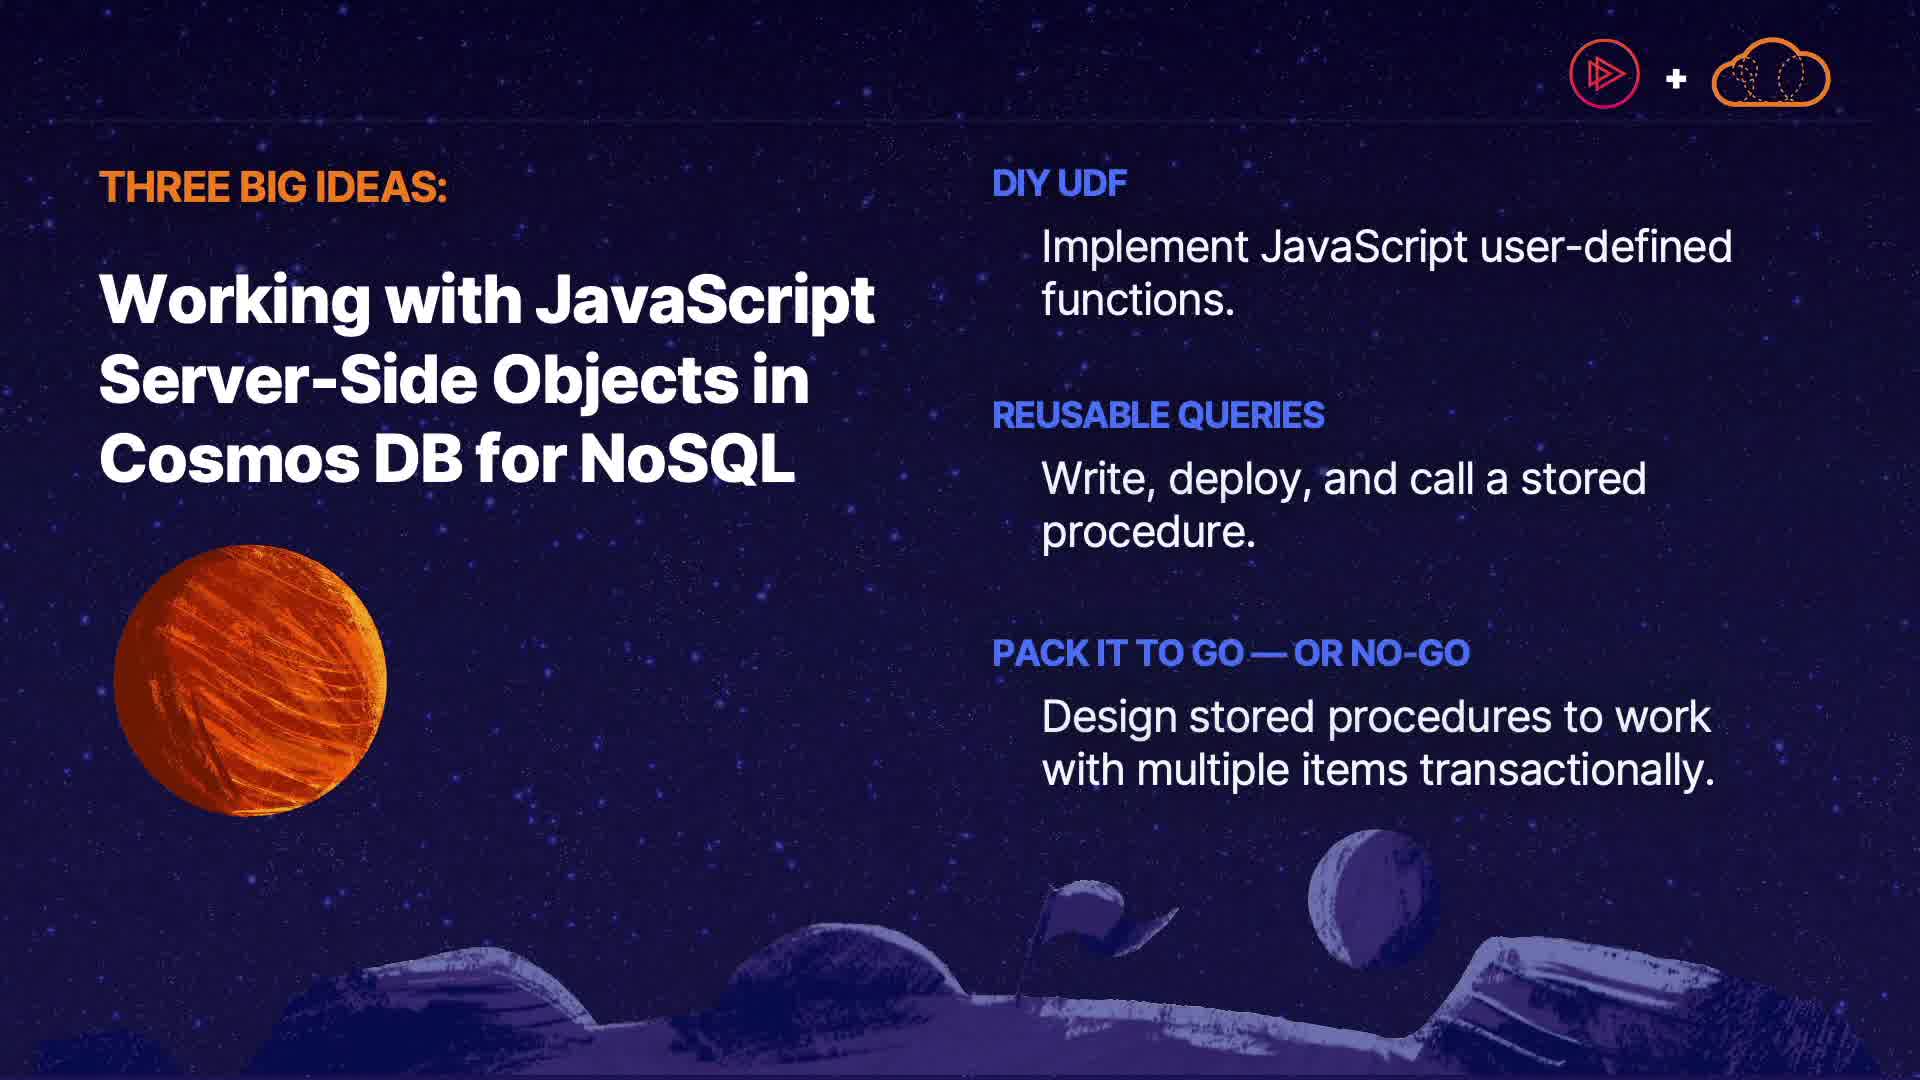 THREE BIG IDEAS:
Working with JavaScript
Server-Side Objects in
Cosmos DB for NoSQL
DIY UDF
Implement JavaScript user-defined
functions.
REUSABLE QUERIES
Write, deploy, and call a stored
procedure.
PACK IT TO GO — OR NO-GO
Design stored procedures to work
with multiple items transactionally.
+